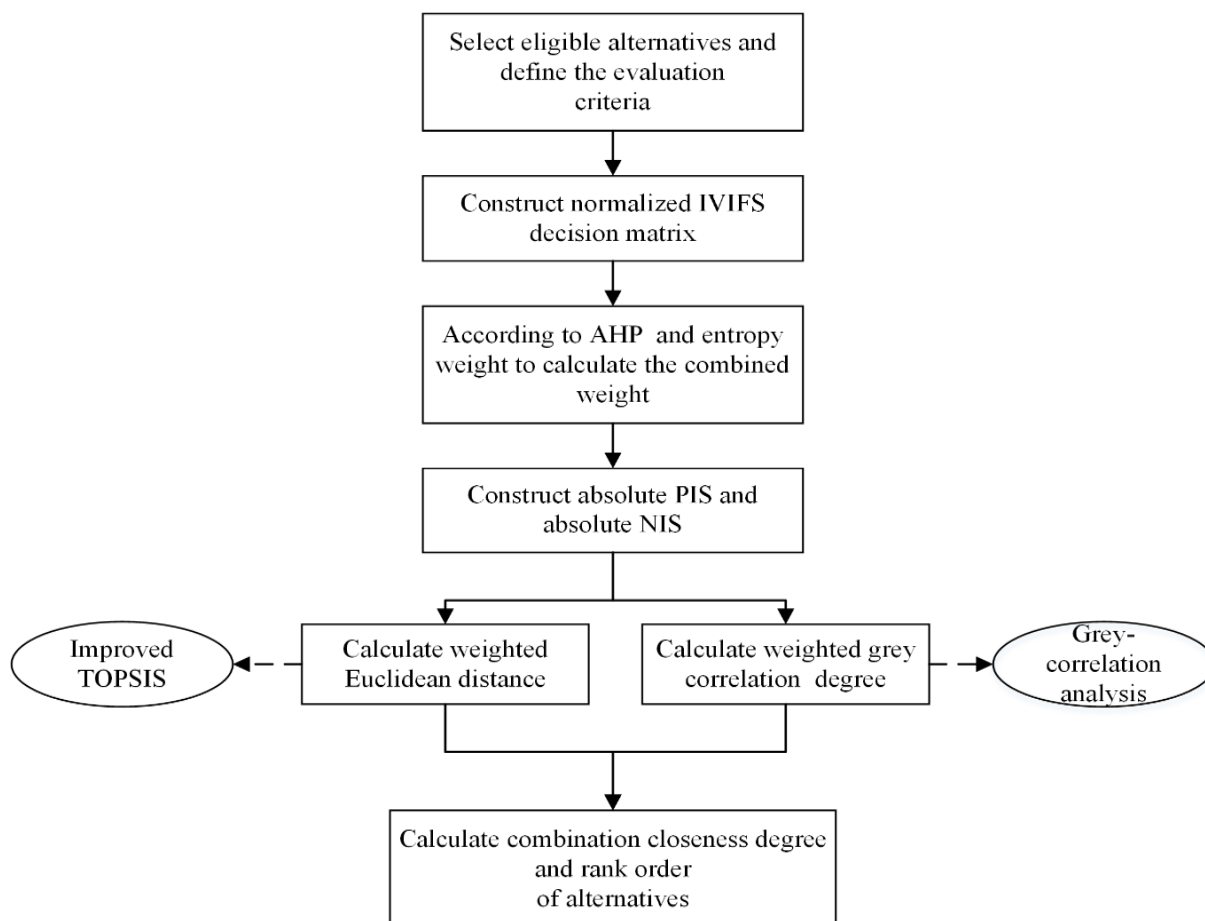 Select eligible alternatives and
define the evaluation
criteria
Construct normalized IVIFS
decision matrix
According to AHP and entropy
weight to calculate the combined
weight
Construct absolute PIS and
absolute NIS
Improved
TOPSIS
Calculate weighted
Euclidean distance
Calculate weighted grey
correlation degree
Grey-
correlation
analysis
Calculate combination closeness degree
and rank order
of alternatives